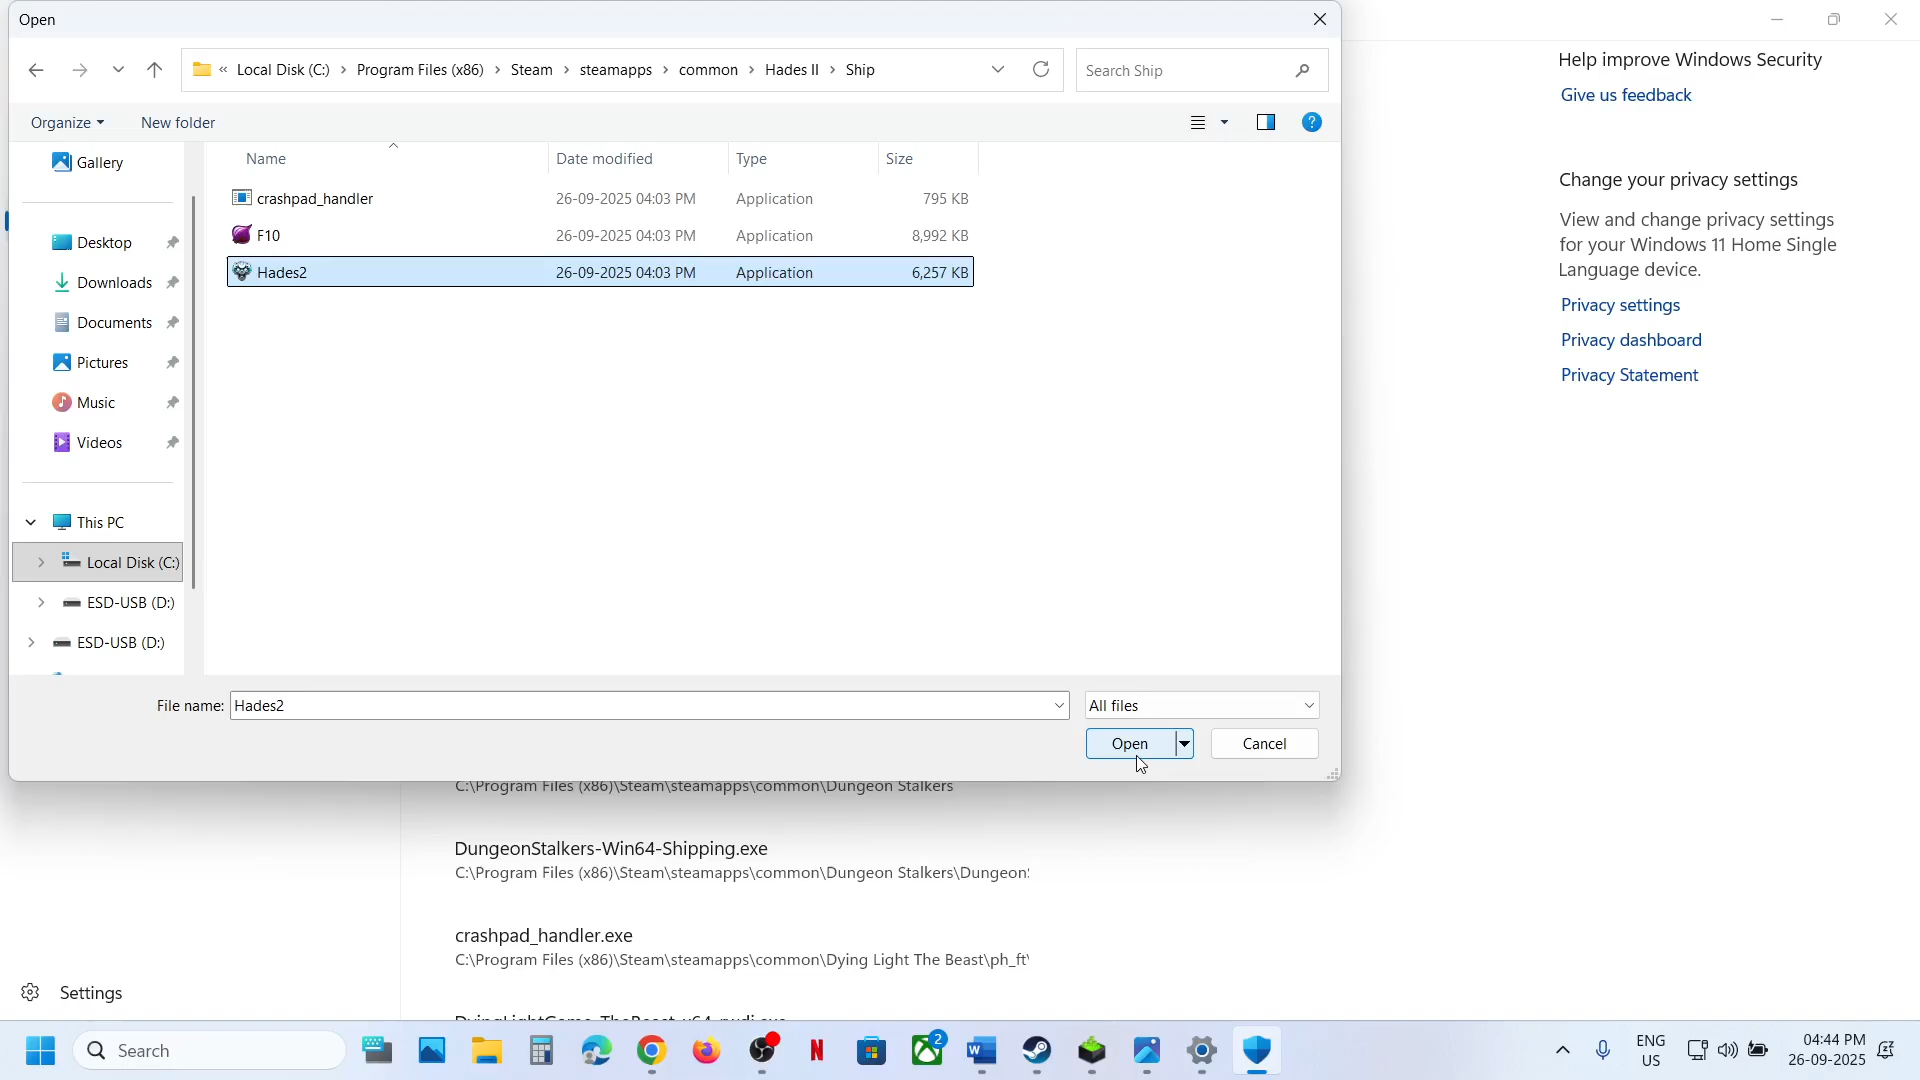 Open
« Local Disk (C:) > Program Files (x86) > Steam > steamapps > common > Hades II > Ship
Search Ship
Organize
New folder
Gallery
Desktop
Downloads
Documents
Pictures
Music
Videos
This PC
Local Disk (C:)
ESD-USB (D:)
ESD-USB (D:)
Name Date modified Type Size
crashpad_handler 26-09-2025 04:03 PM Application 795 KB
F10 26-09-2025 04:03 PM Application 8,992 KB
Hades2 26-09-2025 04:03 PM Application 6,257 KB
File name: Hades2
All files
Open
Cancel
Help improve Windows Security
Give us feedback
Change your privacy settings
View and change privacy settings
for your Windows 11 Home Single
Language device.
Privacy settings
Privacy dashboard
Privacy Statement
C:\Program Files (x86)\Steam\steamapps\common\Dungeon Stalkers
DungeonStalkers-Win64-Shipping.exe
C:\Program Files (x86)\Steam\steamapps\common\Dungeon Stalkers\Dungeon
crashpad_handler.exe
C:\Program Files (x86)\Steam\steamapps\common\Dying Light The Beast\ph_ft\
Settings
Search
2
ENG
US
04:44 PM
26-09-2025